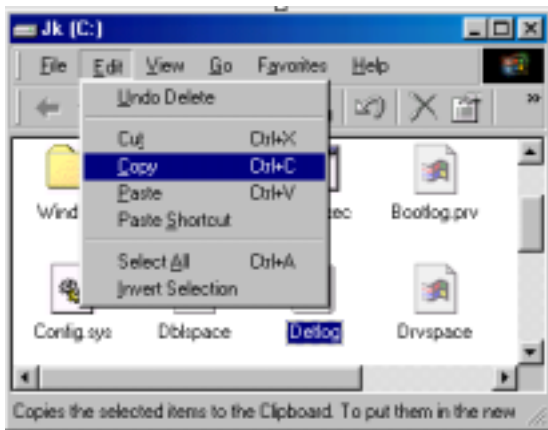 Jk (C:)
File Edit View Go Favorites Help
Undo Delete
Cut Ctrl+X
Copy Ctrl+C
Paste Ctrl+V
Paste Shortcut
Select All Ctrl+A
Invert Selection
Wind ec Bootlog.prv
Config.sys Dblspace Detlog Drvspace
Copies the selected items to the Clipboard. To put them in the new